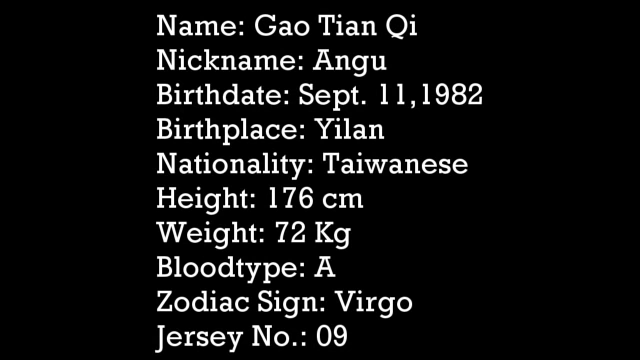 Name: Gao Tian Qi
Nickname: Angu
Birthdate: Sept. 11,1982
Birthplace: Yilan
Nationality: Taiwanese
Height: 176 cm
Weight: 72 Kg
Bloodtype: A
Zodiac Sign: Virgo
Jersey No.: 09